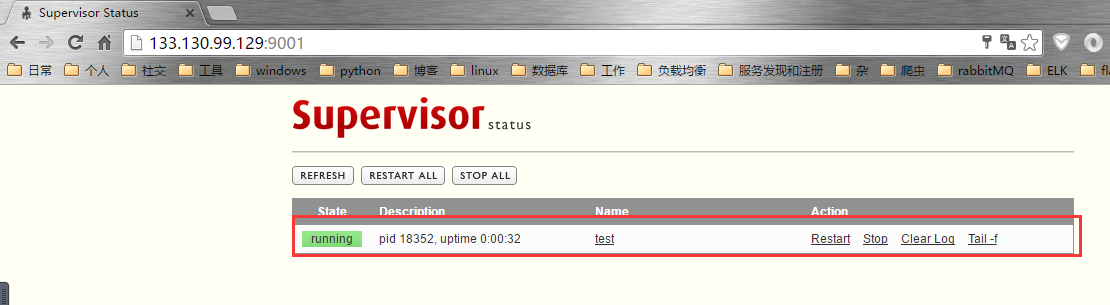 Supervisor Status
133.130.99.129:9001
日常 个人 社交 工具 windows python 博客 linux 数据库 工作 负载均衡 服务发现和注册 杂 爬虫 rabbitMQ ELK
Supervisor status
REFRESH RESTART ALL STOP ALL
State Description Name Action
running pid 18352, uptime 0:00:32 test Restart Stop Clear Log Tail -f